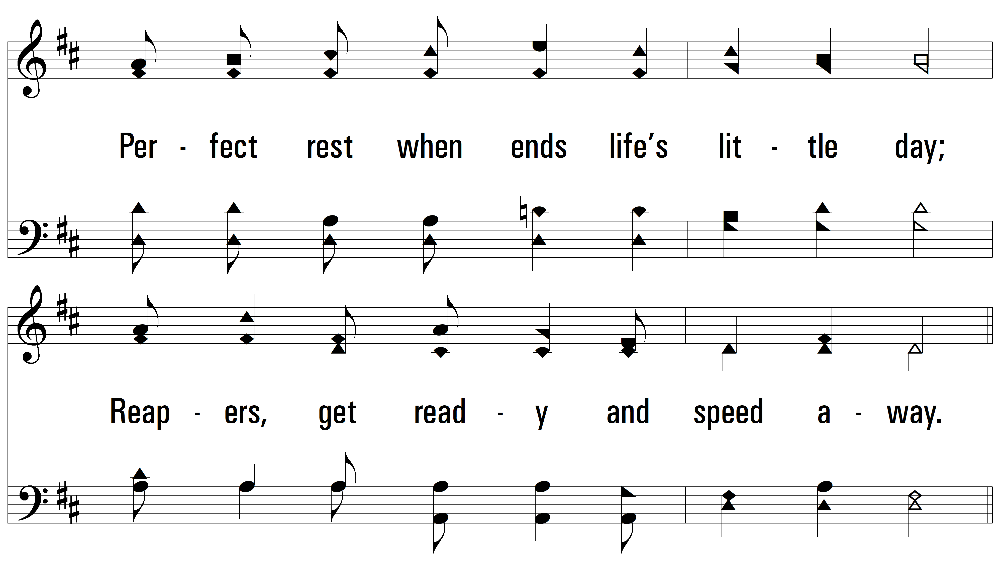 Per - fect rest when ends life's lit - tle day;
Reap - ers, get read - y and speed a - way.